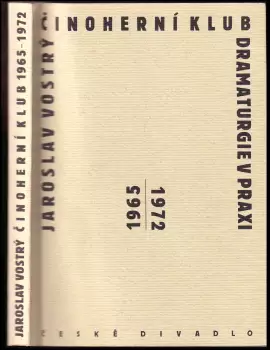 JAROSLAV VOSTRÝ ČINOHERNÍ KLUB 1965-1972
ČINOHERNÍ KLUB
JAROSLAV VOSTRÝ
DRAMATURGIE V PRAXI
1965
1972
ČESKÉ DIVADLO